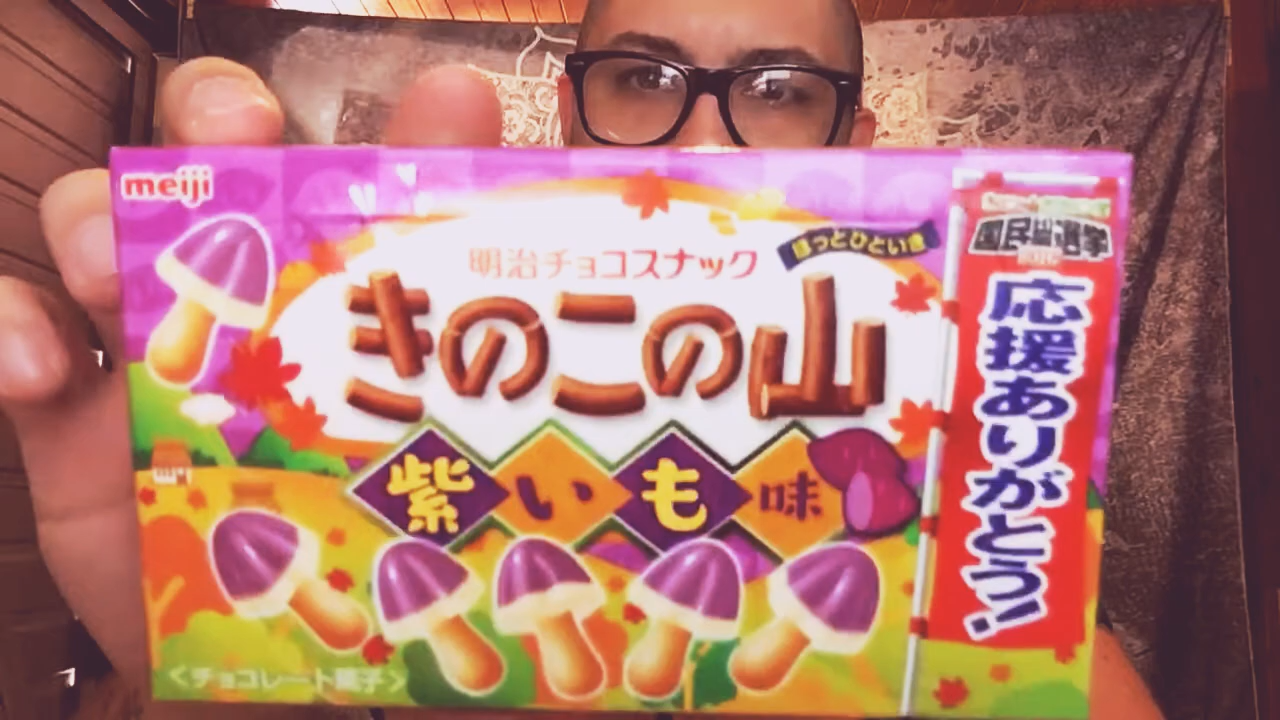 meiji
明治チョコスナック
ほっとひといき
きのこの山
紫いも味
<チョコレート菓子>
国民総選挙
応援ありがとう!